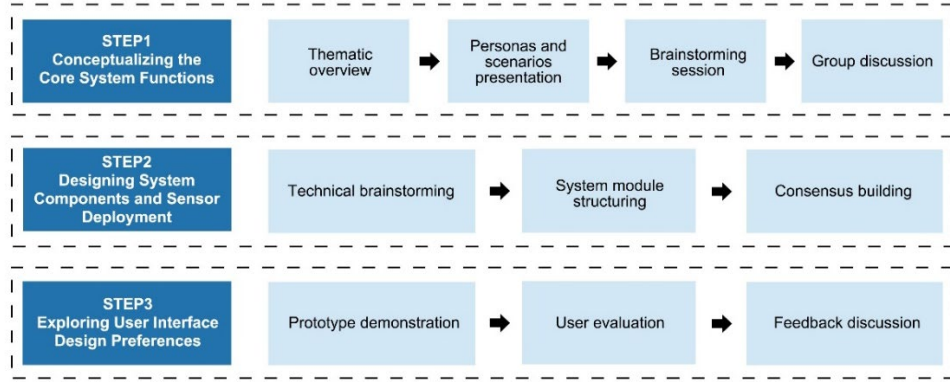 STEP1
Conceptualizing the
Core System Functions
Thematic
overview
Personas and
scenarios
presentation
Brainstorming
session
Group discussion
STEP2
Designing System
Components and Sensor
Deployment
Technical brainstorming
System module
structuring
Consensus building
STEP3
Exploring User Interface
Design Preferences
Prototype demonstration
User evaluation
Feedback discussion